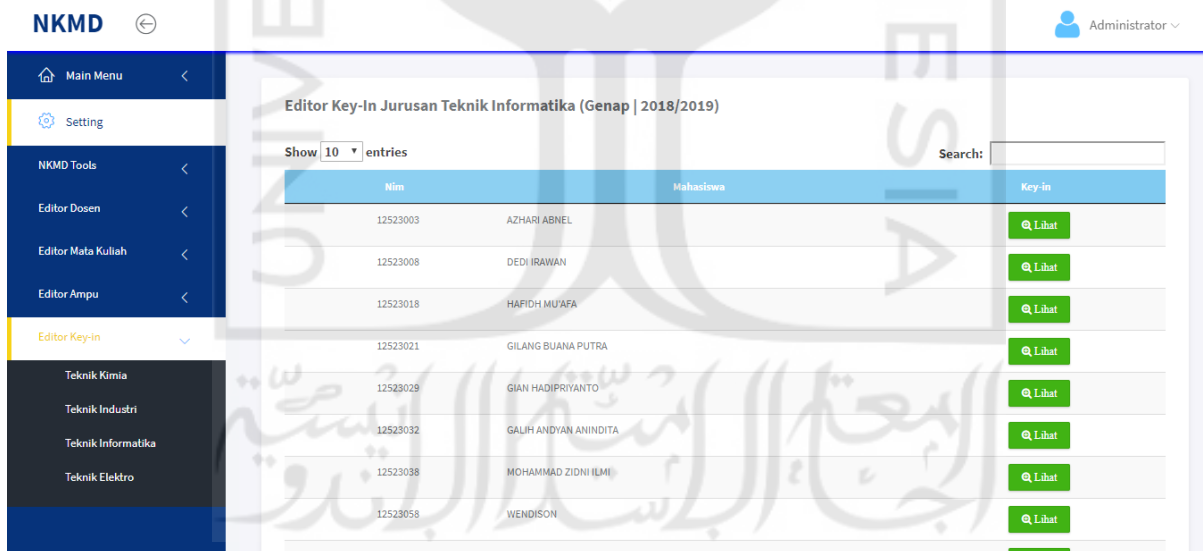 NKMD
Administrator
Main Menu
Setting
NKMD Tools
Editor Dosen
Editor Mata Kuliah
Editor Ampu
Editor Key-in
Teknik Kimia
Teknik Industri
Teknik Informatika
Teknik Elektro
Editor Key-In Jurusan Teknik Informatika (Genap | 2018/2019)
Show 10 entries
Search:
Nim Mahasiswa Key-in
12523003 AZHARI ABNEL Lihat
12523008 DEDI IRAWAN Lihat
12523018 HAFIDH MU'AFA Lihat
12523021 GILANG BUANA PUTRA Lihat
12523029 GIAN HADIPRIYANTO Lihat
12523032 GALIH ANDYAN ANINDITA Lihat
12523038 MOHAMMAD ZIDNI ILMI Lihat
12523058 WENDISON Lihat